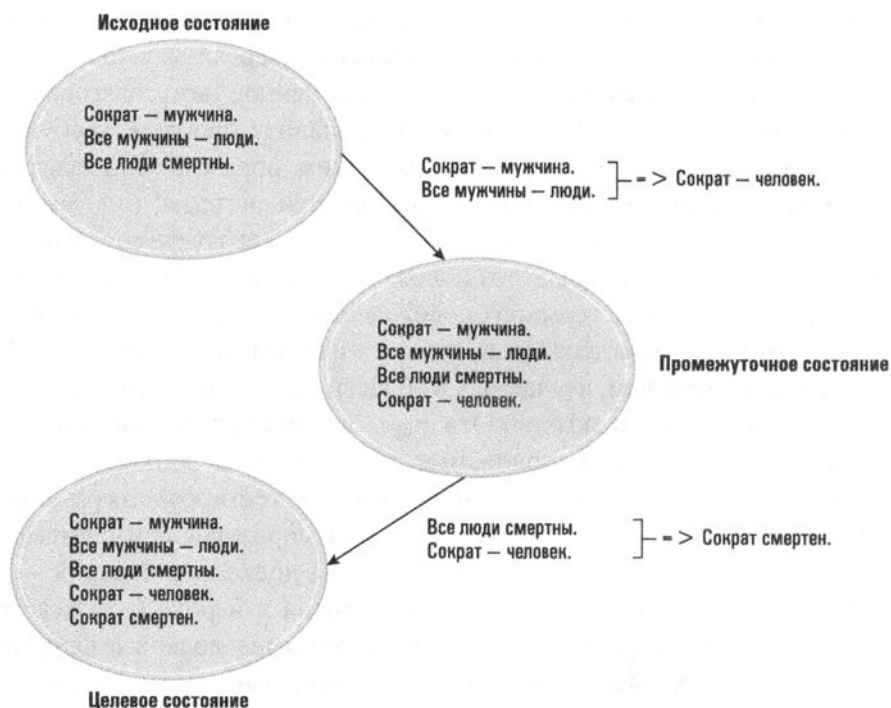 Исходное состояние
Сократ — мужчина.
Все мужчины — люди.
Все люди смертны.
Сократ — мужчина.
Все мужчины — люди.
= > Сократ — человек.
Сократ — мужчина.
Все мужчины — люди.
Все люди смертны.
Сократ — человек.
Промежуточное состояние
Все люди смертны.
Сократ — человек.
= > Сократ смертен.
Сократ — мужчина.
Все мужчины — люди.
Все люди смертны.
Сократ — человек.
Сократ смертен.
Целевое состояние